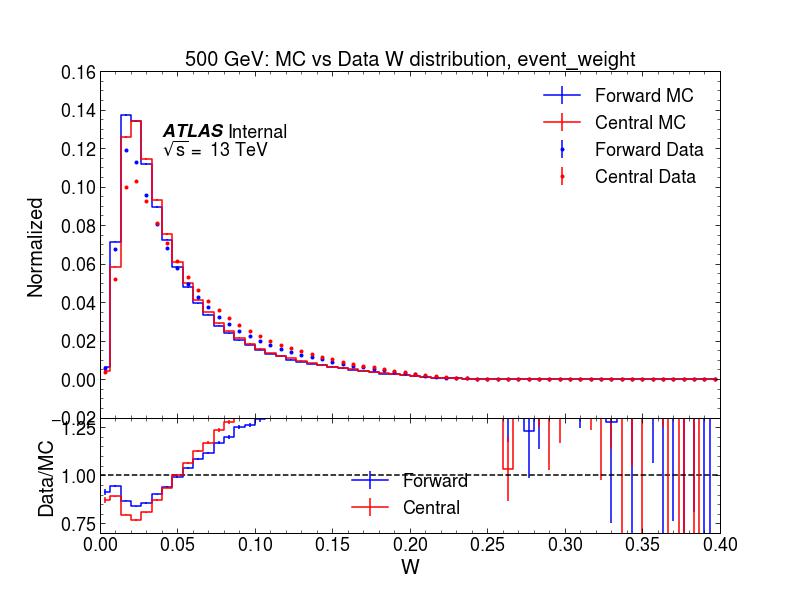 500 GeV: MC vs Data W distribution, event_weight
0.16
0.14
0.12
0.10
0.08
0.06
0.04
0.02
0.00
−0.02
Normalized
ATLAS Internal
√s = 13 TeV
Forward MC
Central MC
Forward Data
Central Data
1.25
1.00
0.75
Data/MC
Forward
Central
0.00 0.05 0.10 0.15 0.20 0.25 0.30 0.35 0.40
W